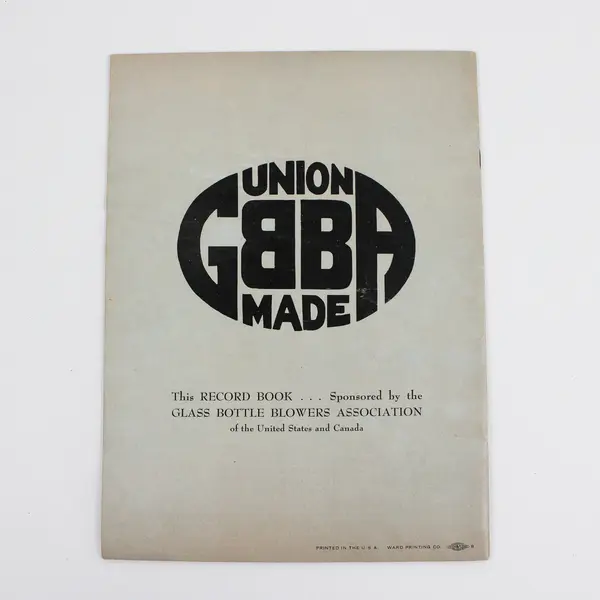 UNION
GBBA
MADE
This RECORD BOOK . . . Sponsored by the
GLASS BOTTLE BLOWERS ASSOCIATION
of the United States and Canada
PRINTED IN THE U S A. WARD PRINTING CO.